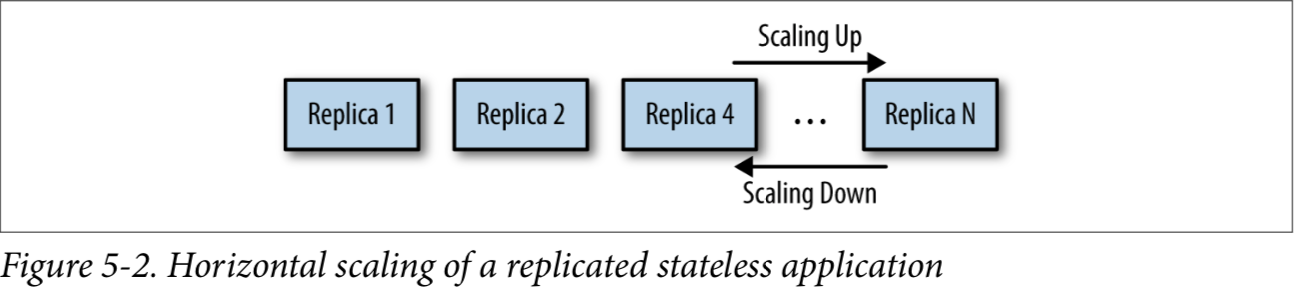 Scaling Up
Replica 1 Replica 2 Replica 4 ... Replica N
Scaling Down
Figure 5-2. Horizontal scaling of a replicated stateless application